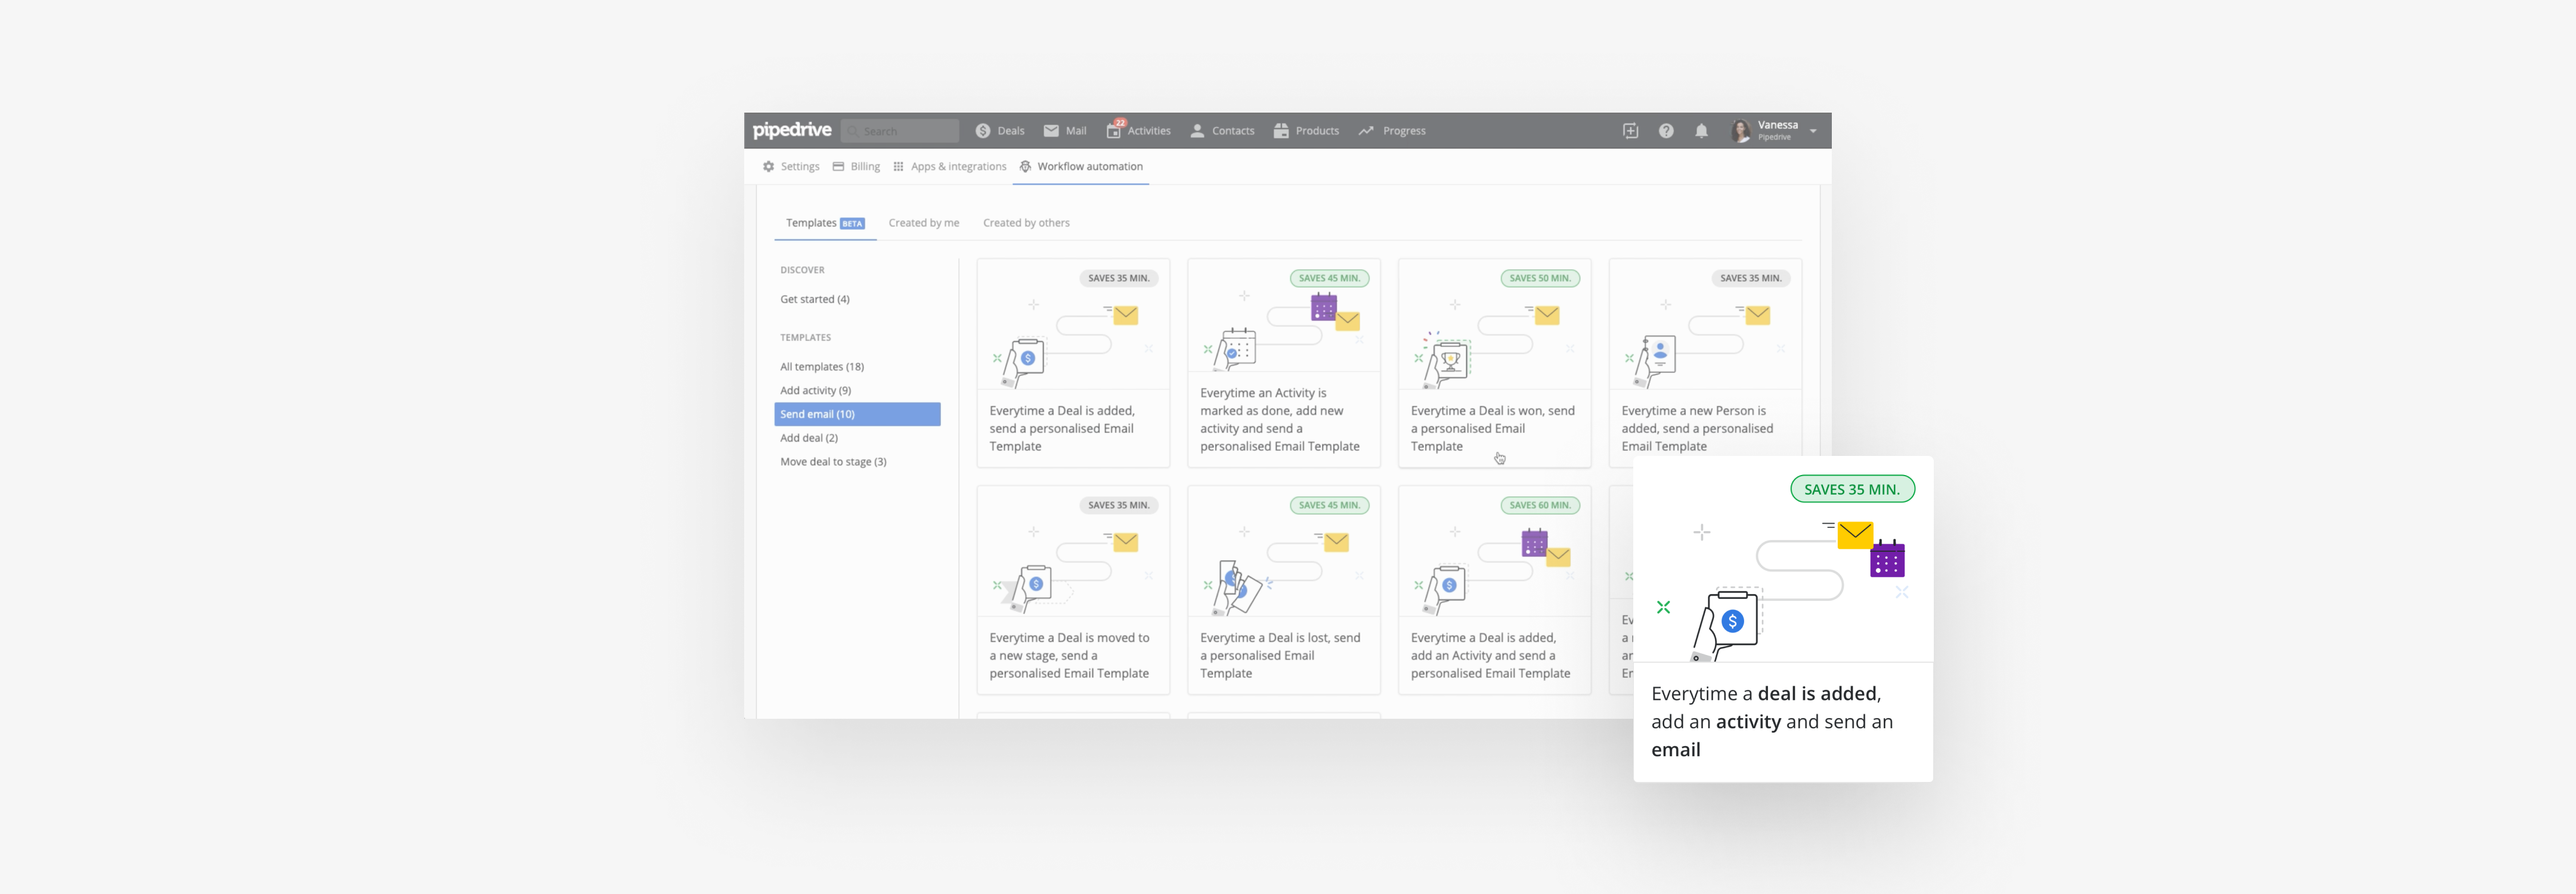 pipedrive
Search
Deals
Mail
22
Activities
Contacts
Products
Progress
Vanessa
Pipedrive
Settings
Billing
Apps & integrations
Workflow automation
Templates BETA
Created by me
Created by others
DISCOVER
Get started (4)
TEMPLATES
All templates (18)
Add activity (9)
Send email (10)
Add deal (2)
Move deal to stage (3)
SAVES 35 MIN.
Everytime a Deal is added,
send a personalised Email
Template
SAVES 45 MIN.
Everytime an Activity is
marked as done, add new
activity and send a
personalised Email Template
SAVES 50 MIN.
Everytime a Deal is won, send
a personalised Email
Template
SAVES 35 MIN.
Everytime a new Person is
added, send a personalised
Email Template
SAVES 35 MIN.
Everytime a Deal is moved to
a new stage, send a
personalised Email Template
SAVES 45 MIN.
Everytime a Deal is lost, send
a personalised Email
Template
SAVES 60 MIN.
Everytime a Deal is added,
add an Activity and send a
personalised Email Template
SAVES 35 MIN.
Everytime a deal is added,
add an activity and send an
email